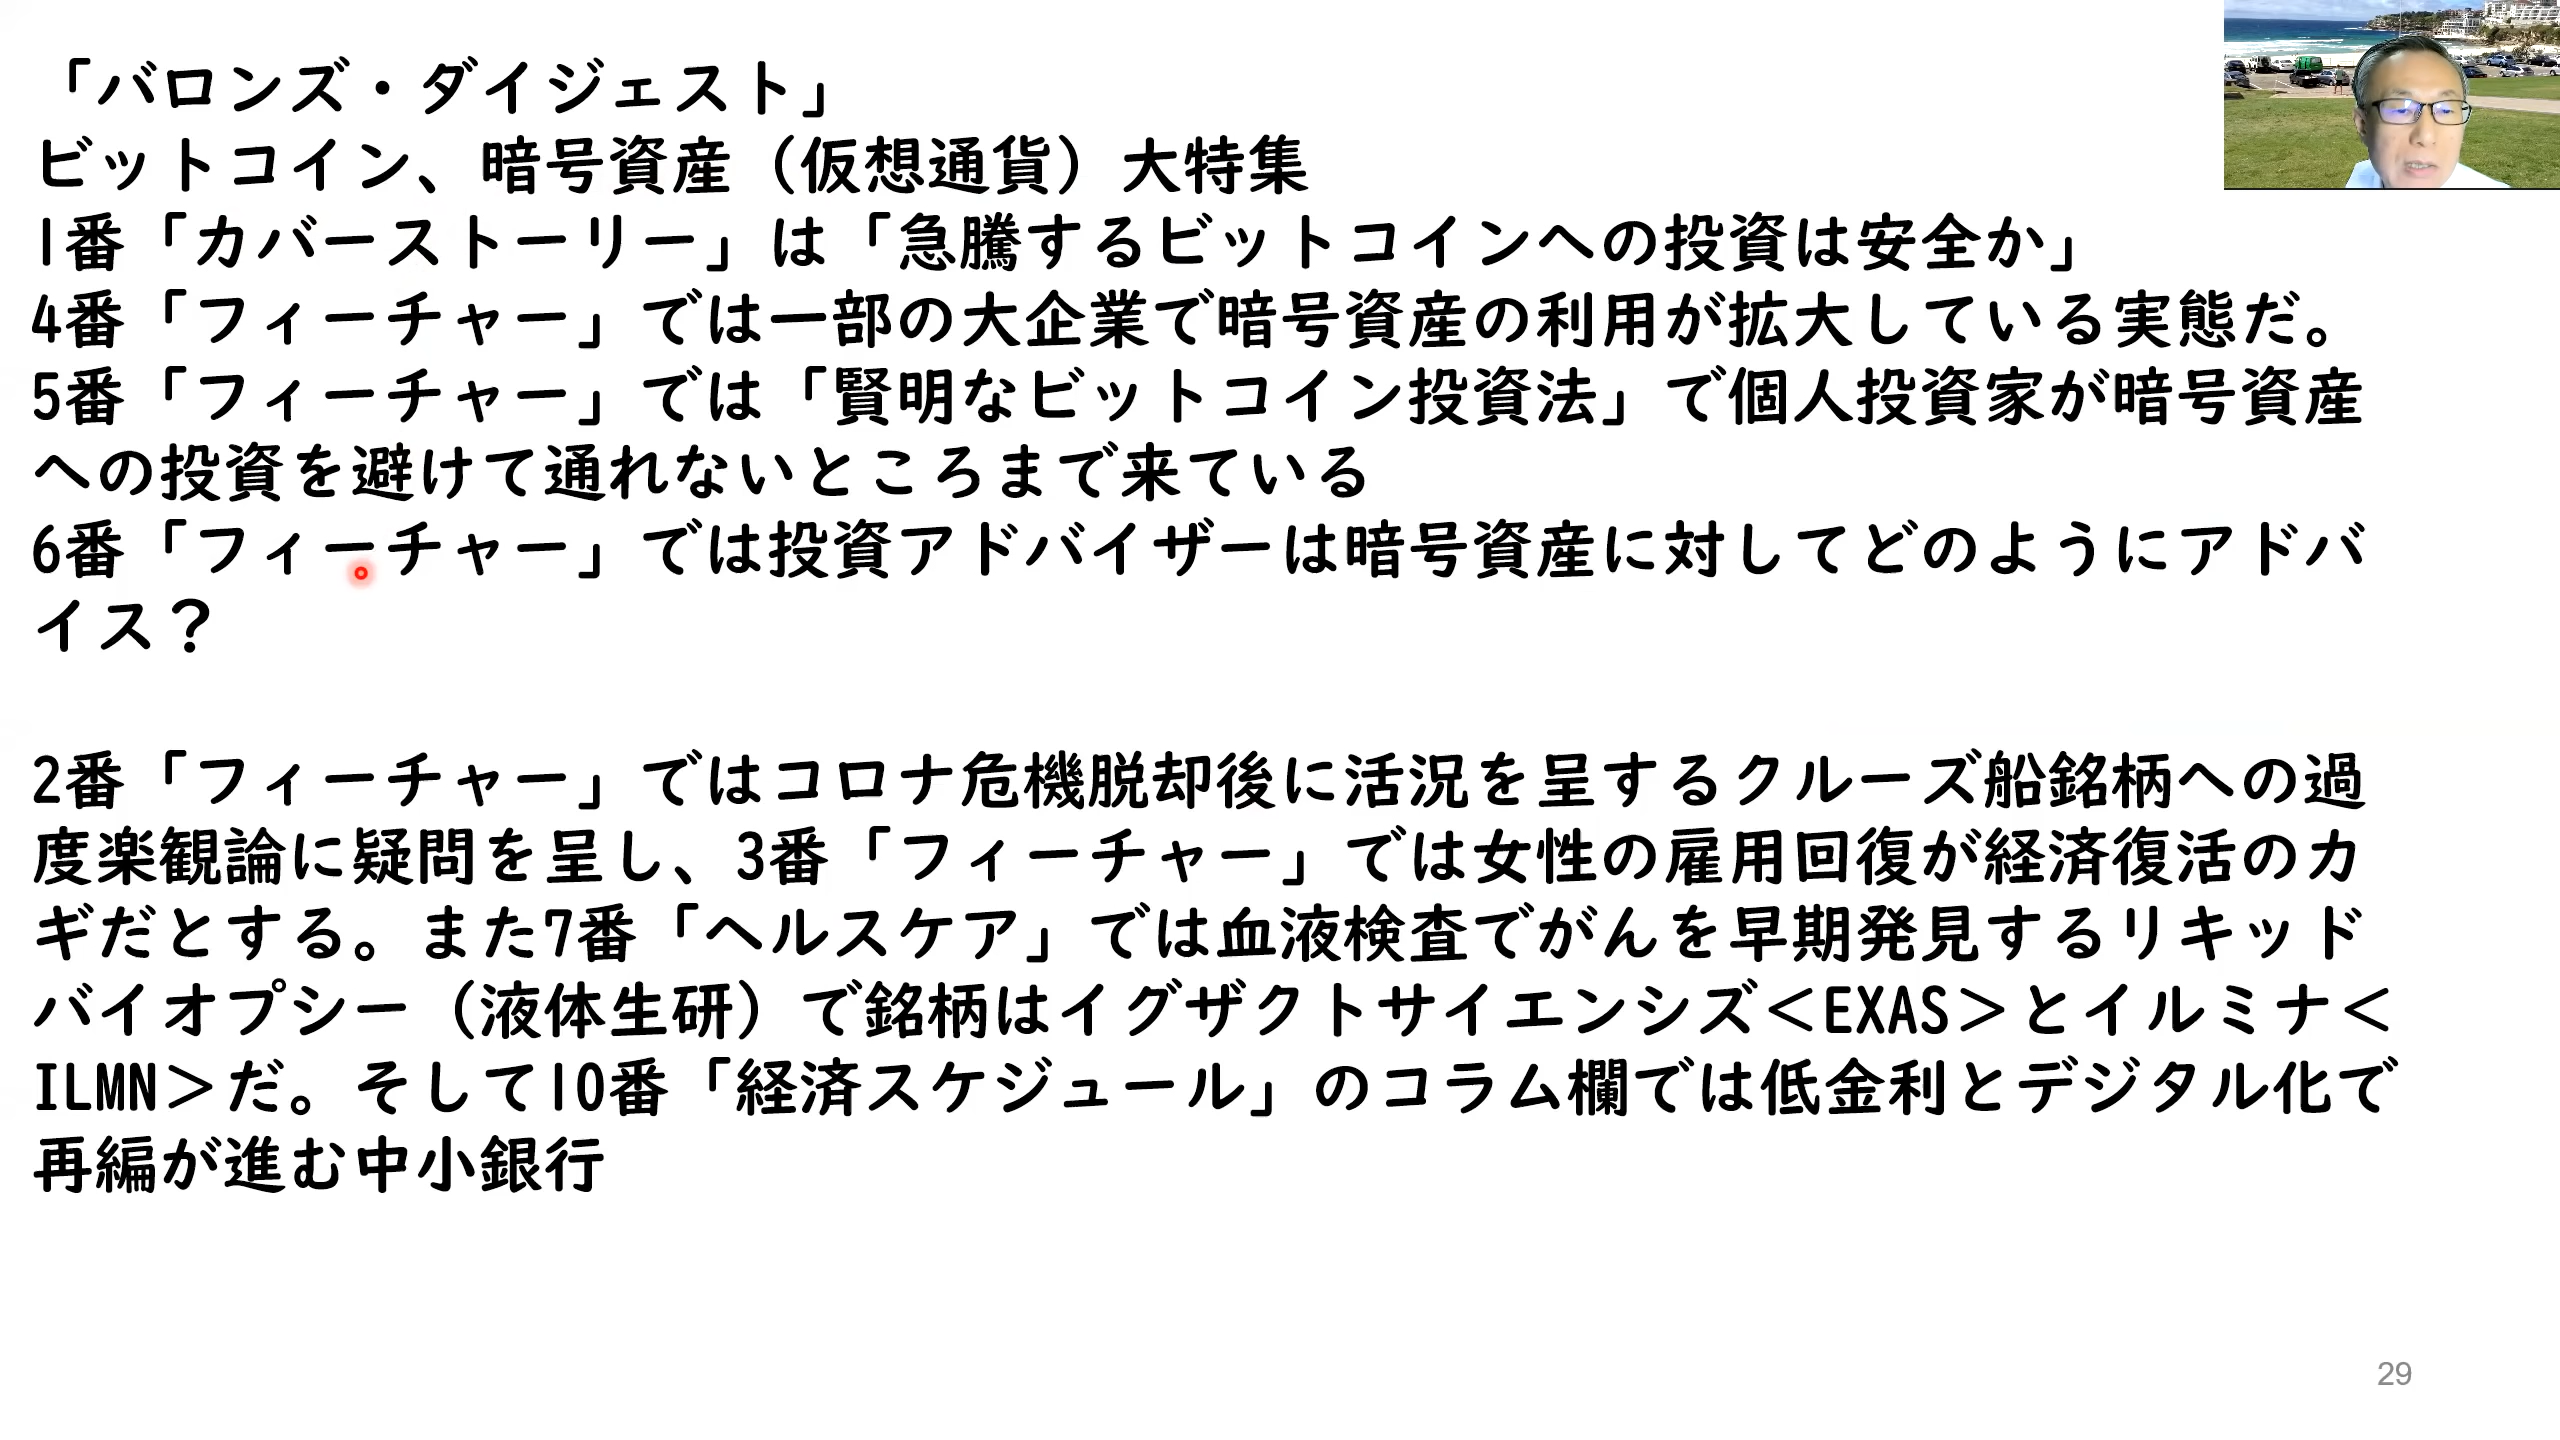 「バロンズ・ダイジェスト」
ビットコイン、暗号資産（仮想通貨）大特集
1番「カバーストーリー」は「急騰するビットコインへの投資は安全か」
4番「フィーチャー」では一部の大企業で暗号資産の利用が拡大している実態だ。
5番「フィーチャー」では「賢明なビットコイン投資法」で個人投資家が暗号資産
への投資を避けて通れないところまで来ている
6番「フィーチャー」では投資アドバイザーは暗号資産に対してどのようにアドバ
イス？
2番「フィーチャー」ではコロナ危機脱却後に活況を呈するクルーズ船銘柄への過
度楽観論に疑問を呈し、3番「フィーチャー」では女性の雇用回復が経済復活のカ
ギだとする。また7番「ヘルスケア」では血液検査でがんを早期発見するリキッド
バイオプシー（液体生研）で銘柄はイグザクトサイエンシズ＜EXAS＞とイルミナ＜
ILMN＞だ。そして10番「経済スケジュール」のコラム欄では低金利とデジタル化で
再編が進む中小銀行
29